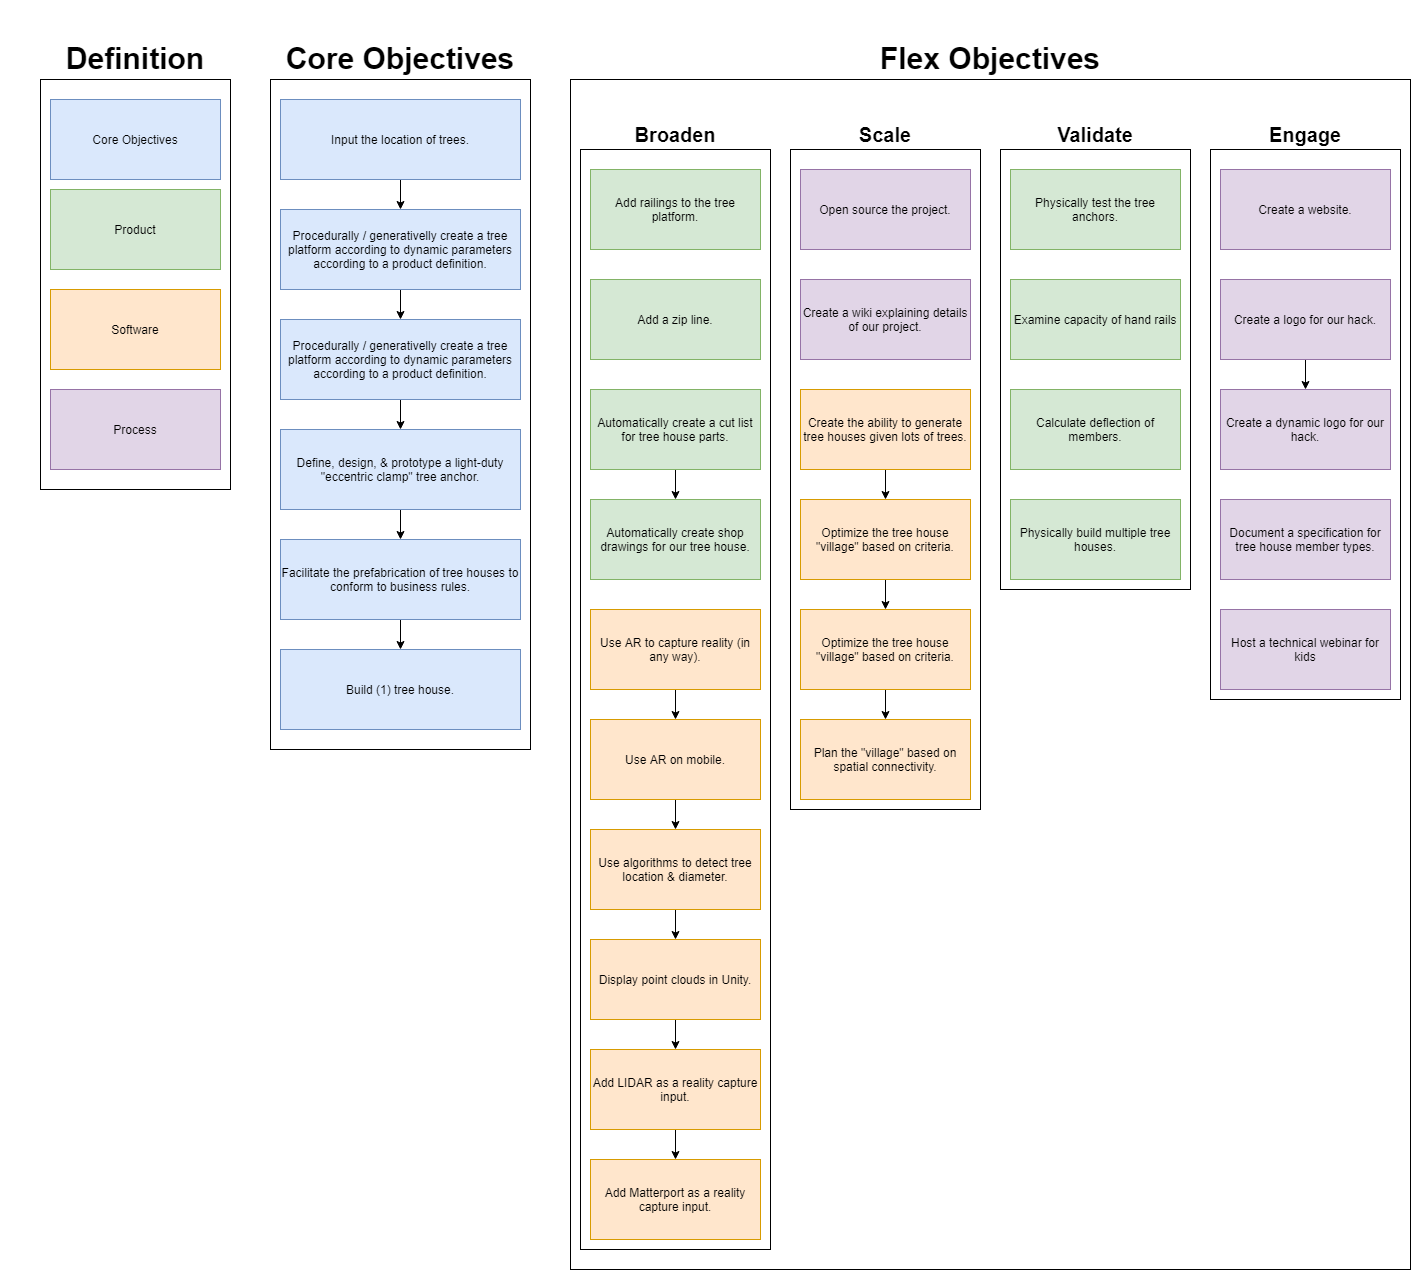 Definition
Core Objectives
Product
Software
Process
Core Objectives
Input the location of trees.
Procedurally / generativelly create a tree
platform according to dynamic parameters
according to a product definition.
Procedurally / generativelly create a tree
platform according to dynamic parameters
according to a product definition.
Define, design, & prototype a light-duty
"eccentric clamp" tree anchor.
Facilitate the prefabrication of tree houses to
conform to business rules.
Build (1) tree house.
Flex Objectives
Broaden
Add railings to the tree
platform.
Add a zip line.
Automatically create a cut list
for tree house parts.
Automatically create shop
drawings for our tree house.
Use AR to capture reality (in
any way).
Use AR on mobile.
Use algorithms to detect tree
location & diameter.
Display point clouds in Unity.
Add LIDAR as a reality capture
input.
Add Matterport as a reality
capture input.
Scale
Open source the project.
Create a wiki explaining details
of our project.
Create the ability to generate
tree houses given lots of trees.
Optimize the tree house
"village" based on criteria.
Optimize the tree house
"village" based on criteria.
Plan the "village" based on
spatial connectivity.
Validate
Physically test the tree
anchors.
Examine capacity of hand rails
Calculate deflection of
members.
Physically build multiple tree
houses.
Engage
Create a website.
Create a logo for our hack.
Create a dynamic logo for our
hack.
Document a specification for
tree house member types.
Host a technical webinar for
kids